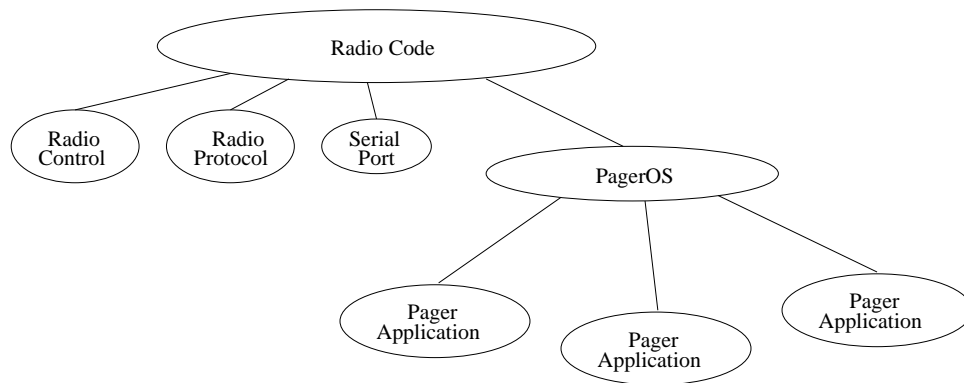 Radio Code
Radio
Control
Radio
Protocol
Serial
Port
PagerOS
Pager
Application
Pager
Application
Pager
Application